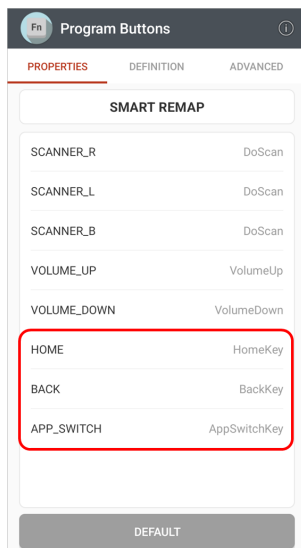 Fn Program Buttons
PROPERTIES DEFINITION ADVANCED
SMART REMAP
SCANNER_R DoScan
SCANNER_L DoScan
SCANNER_B DoScan
VOLUME_UP VolumeUp
VOLUME_DOWN VolumeDown
HOME HomeKey
BACK BackKey
APP_SWITCH AppSwitchKey
DEFAULT